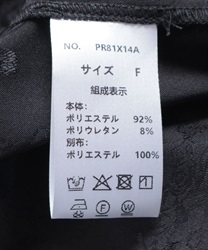 NO. PR81X14A
サイズ F
組成表示
本体:
ポリエステル 92%
ポリウレタン 8%
別布:
ポリエステル 100%
F W